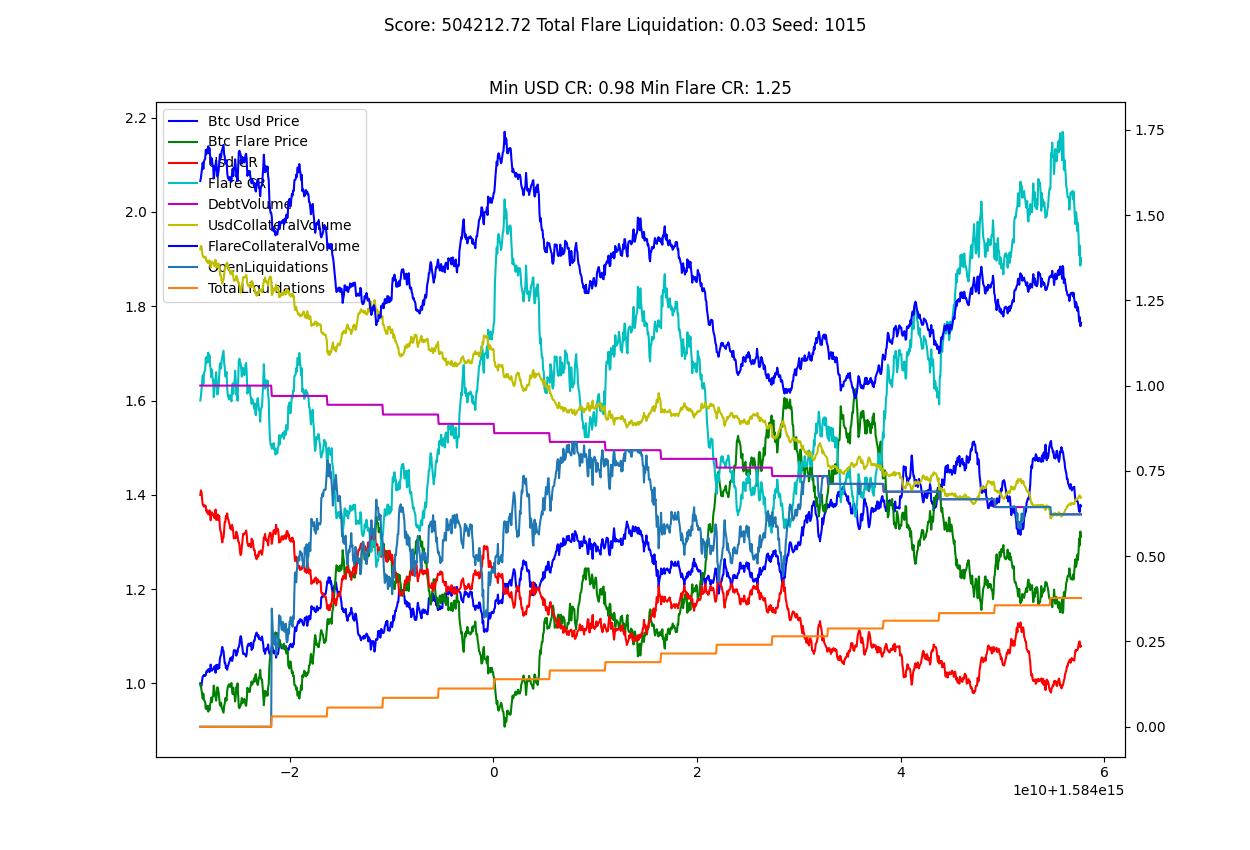 Score: 504212.72 Total Flare Liquidation: 0.03 Seed: 1015
Min USD CR: 0.98 Min Flare CR: 1.25
Btc Usd Price
Btc Flare Price
Usd CR
Flare CR
DebtVolume
UsdCollateralVolume
FlareCollateralVolume
OpenLiquidations
TotalLiquidations
2.2
2.0
1.8
1.6
1.4
1.2
1.0
1.75
1.50
1.25
1.00
0.75
0.50
0.25
0.00
−2 0 2 4 6
1e10+1.584e15